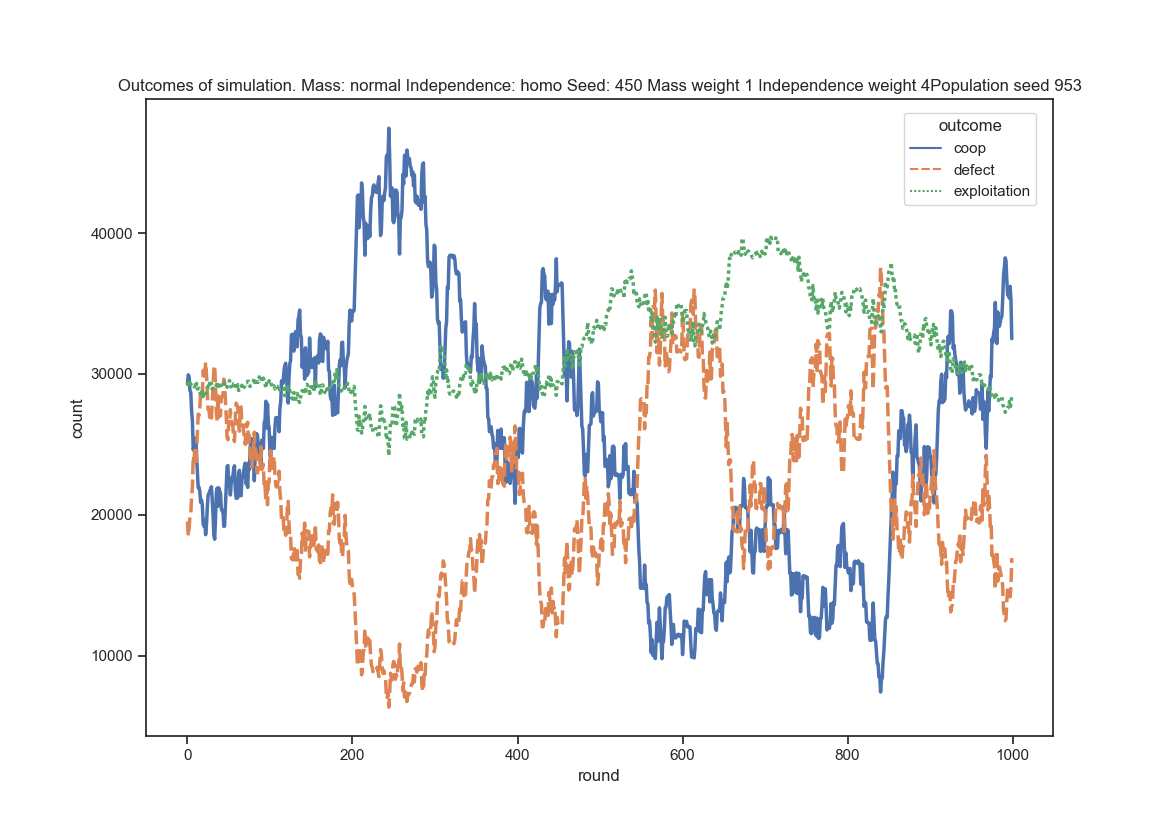 Outcomes of simulation. Mass: normal Independence: homo Seed: 450 Mass weight 1 Independence weight 4Population seed 953
outcome
coop
defect
exploitation
count
40000
30000
20000
10000
0 200 400 600 800 1000
round